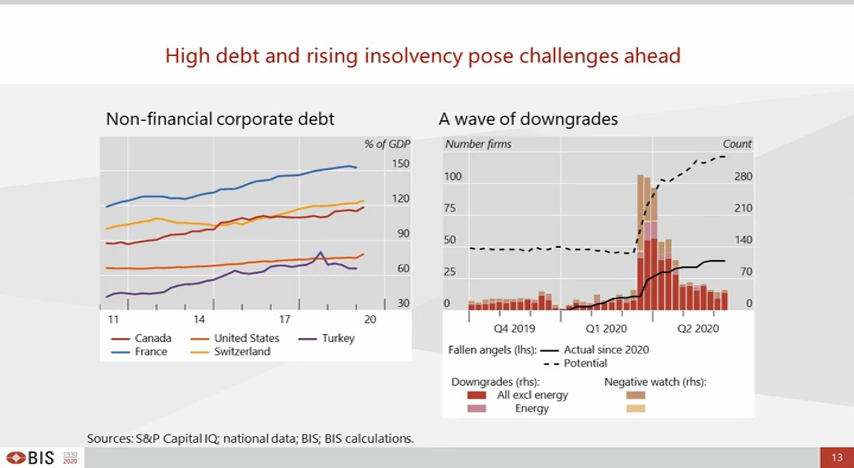 High debt and rising insolvency pose challenges ahead
Non-financial corporate debt
% of GDP
150
120
90
60
30
11 14 17 20
Canada United States Turkey
France Switzerland
A wave of downgrades
Number firms Count
100 280
75 210
50 140
25 70
0 0
Q4 2019 Q1 2020 Q2 2020
Fallen angels (lhs): Actual since 2020
Potential
Downgrades (rhs): Negative watch (rhs):
All excl energy
Energy
Sources: S&P Capital IQ; national data; BIS; BIS calculations.
BIS 1930 2020
13